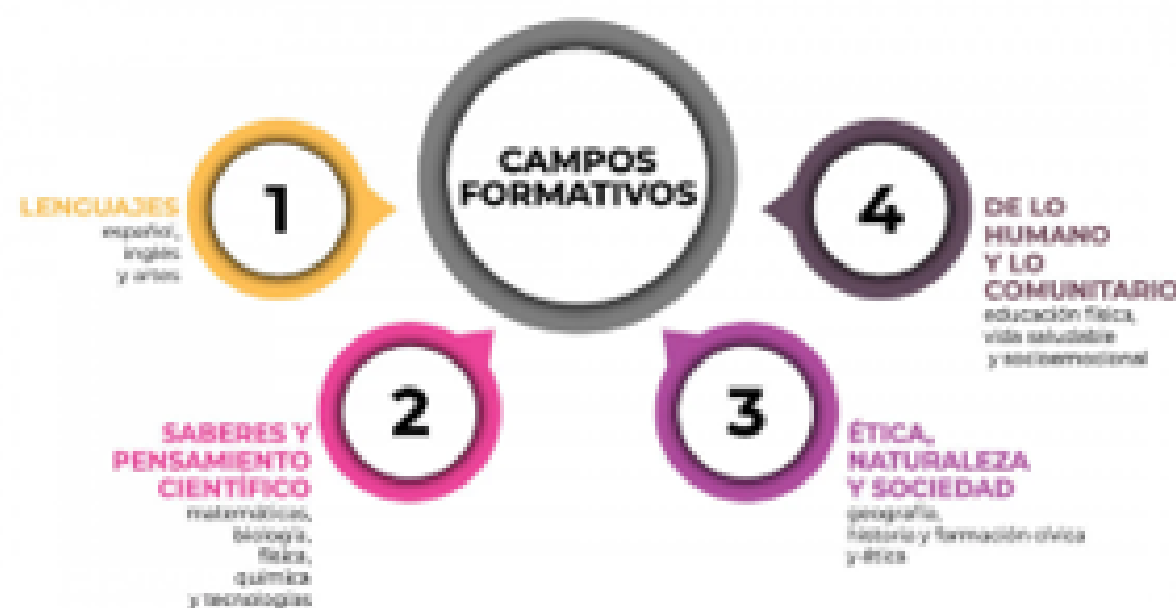 CAMPOS
FORMATIVOS
1
LENGUAJES
español,
inglés
y artes
2
SABERES Y
PENSAMIENTO
CIENTÍFICO
matemáticas,
biología,
física,
química
y tecnologías
3
ÉTICA,
NATURALEZA
Y SOCIEDAD
geografía,
historia y formación cívica
y ética
4
DE LO
HUMANO
Y LO
COMUNITARIO
educación física,
vida saludable
y socioemocional